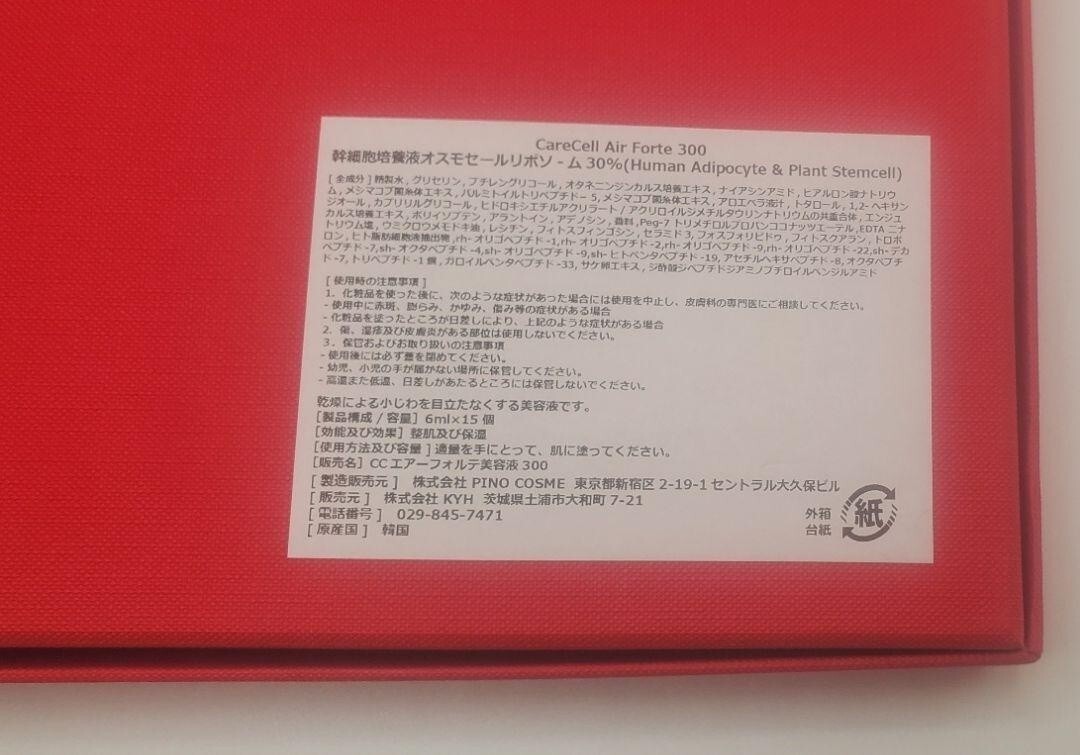 CareCell Air Forte 300
幹細胞培養液オスモセールリポソ - ム 30%(Human Adipocyte & Plant Stemcell)
[ 全成分 ] 精製水 , グリセリン , ブチレングリコール , オタネニンジンカルス培養エキス , ナイアシンアミド , ヒアルロン酸ナトリウ
ム , メシマコブ菌糸体エキス , パルミトイルトリペプチド - 5, メシマコブ菌糸体エキス , アロエベラ液汁 , トタロール , 1,2- ヘキサン
ジオール , カプリリルグリコール , ヒドロキシエチルアクリラート / アクリロイルジメチルタウリンナトリウムの共重合体 , エンジュ
カルス培養エキス , ポリイソブテン , アラントイン , アデノシン , 香料 , Peg-7 トリメチロルプロパンココナッツエーテル , EDTA 二ナ
トリウム塩 , ウミクロウメモドキ油 , レシチン , フィトスフィンゴシン , セラミド 3, フォスフォリピドゥ , フィトスクアラン , トロポ
ロン , ヒト脂肪細胞液抽出物 , rh- オリゴペプチド -1,rh- オリゴペプチド -2,rh- オリゴペプチド -9,rh- オリゴペプチド -22,sh-デカ
ペプチド -7,sh- オクタペプチド -4,sh- オリゴペプチド -9,sh- ヒトペンタペプチド -19, アセチルヘキサペプチド -8, オクタペプチ
ド -7, トリペプチド -1 銅 , ガロイルペンタペプチド -33, サケ卵エキス , ジ酢酸ジペプチドジアミノブチロイルベンジルアミド
[ 使用時の注意事項 ]
1．化粧品を使った後に、次のような症状があった場合には使用を中止し、皮膚科の専門医にご相談してください。
- 使用中に赤斑、膨らみ、かゆみ、傷み等の症状がある場合
- 化粧品を塗ったところが日差しにより、上記のような症状がある場合
2．傷、湿疹及び皮膚炎がある部位は使用しないでください。
3．保管およびお取り扱いの注意事項
- 使用後には必ず蓋を閉めてください。
- 幼児、小児の手が届かない場所に保管してください。
- 高温また低温、日差しがあたるところには保管しないでください。
乾燥による小じわを目立たなくする美容液です。
[製品構成 / 容量] 6ml×15 個
[効能及び効果] 整肌及び保湿
[使用方法及び容量 ] 適量を手にとって、肌に塗ってください。
[販売名] CC エアーフォルテ美容液 300
[ 製造販売元 ] 株式会社 PINO COSME 東京都新宿区 2-19-1 セントラル大久保ビル
[ 販売元 ] 株式会社 KYH 茨城県土浦市大和町 7-21
[ 電話番号 ] 029-845-7471
[ 原産国 ] 韓国
外箱
台紙
紙